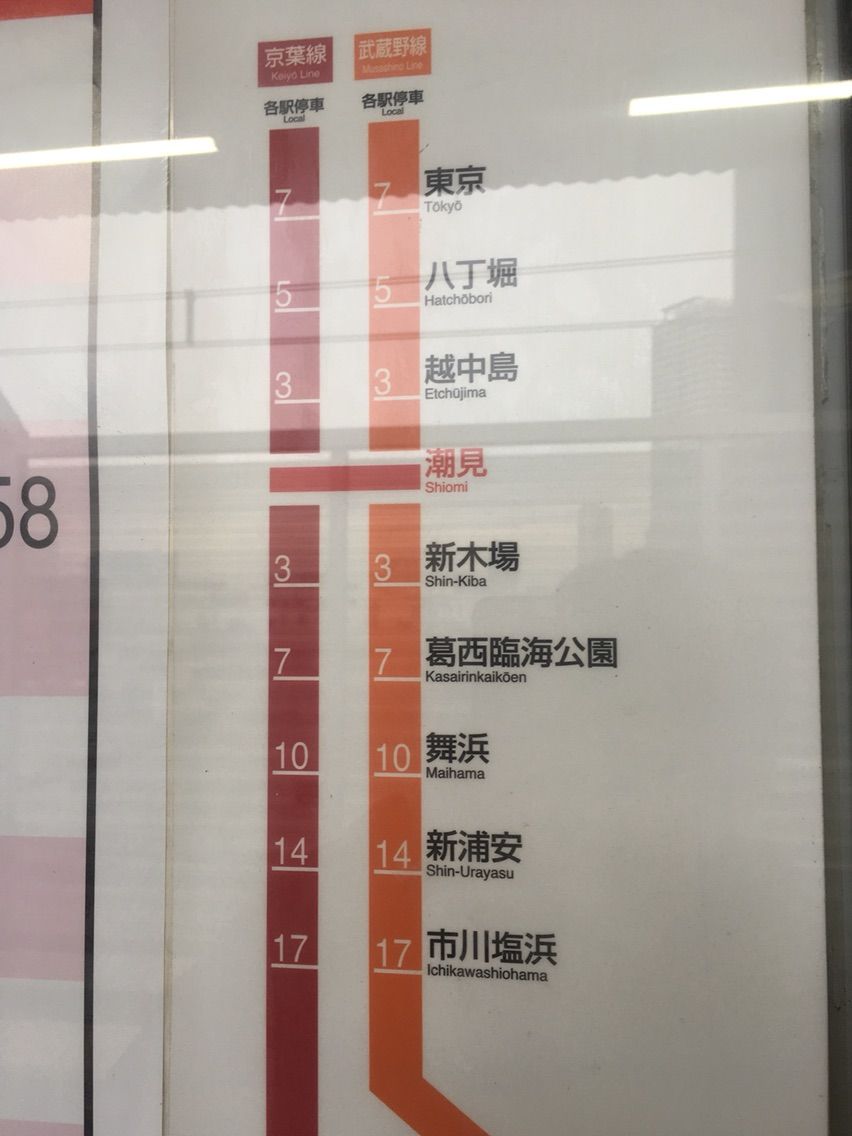 京葉線 武蔵野線
Keiyō Line Musashino Line
各駅停車 各駅停車
Local Local
7 7 東京
Tōkyō
5 5 八丁堀
Hatchōbori
3 3 越中島
Etchūjima
潮見
Shiomi
58
3 3 新木場
Shin-Kiba
7 7 葛西臨海公園
Kasairinkaikōen
10 10 舞浜
Maihama
14 14 新浦安
Shin-Urayasu
17 17 市川塩浜
Ichikawashiohama